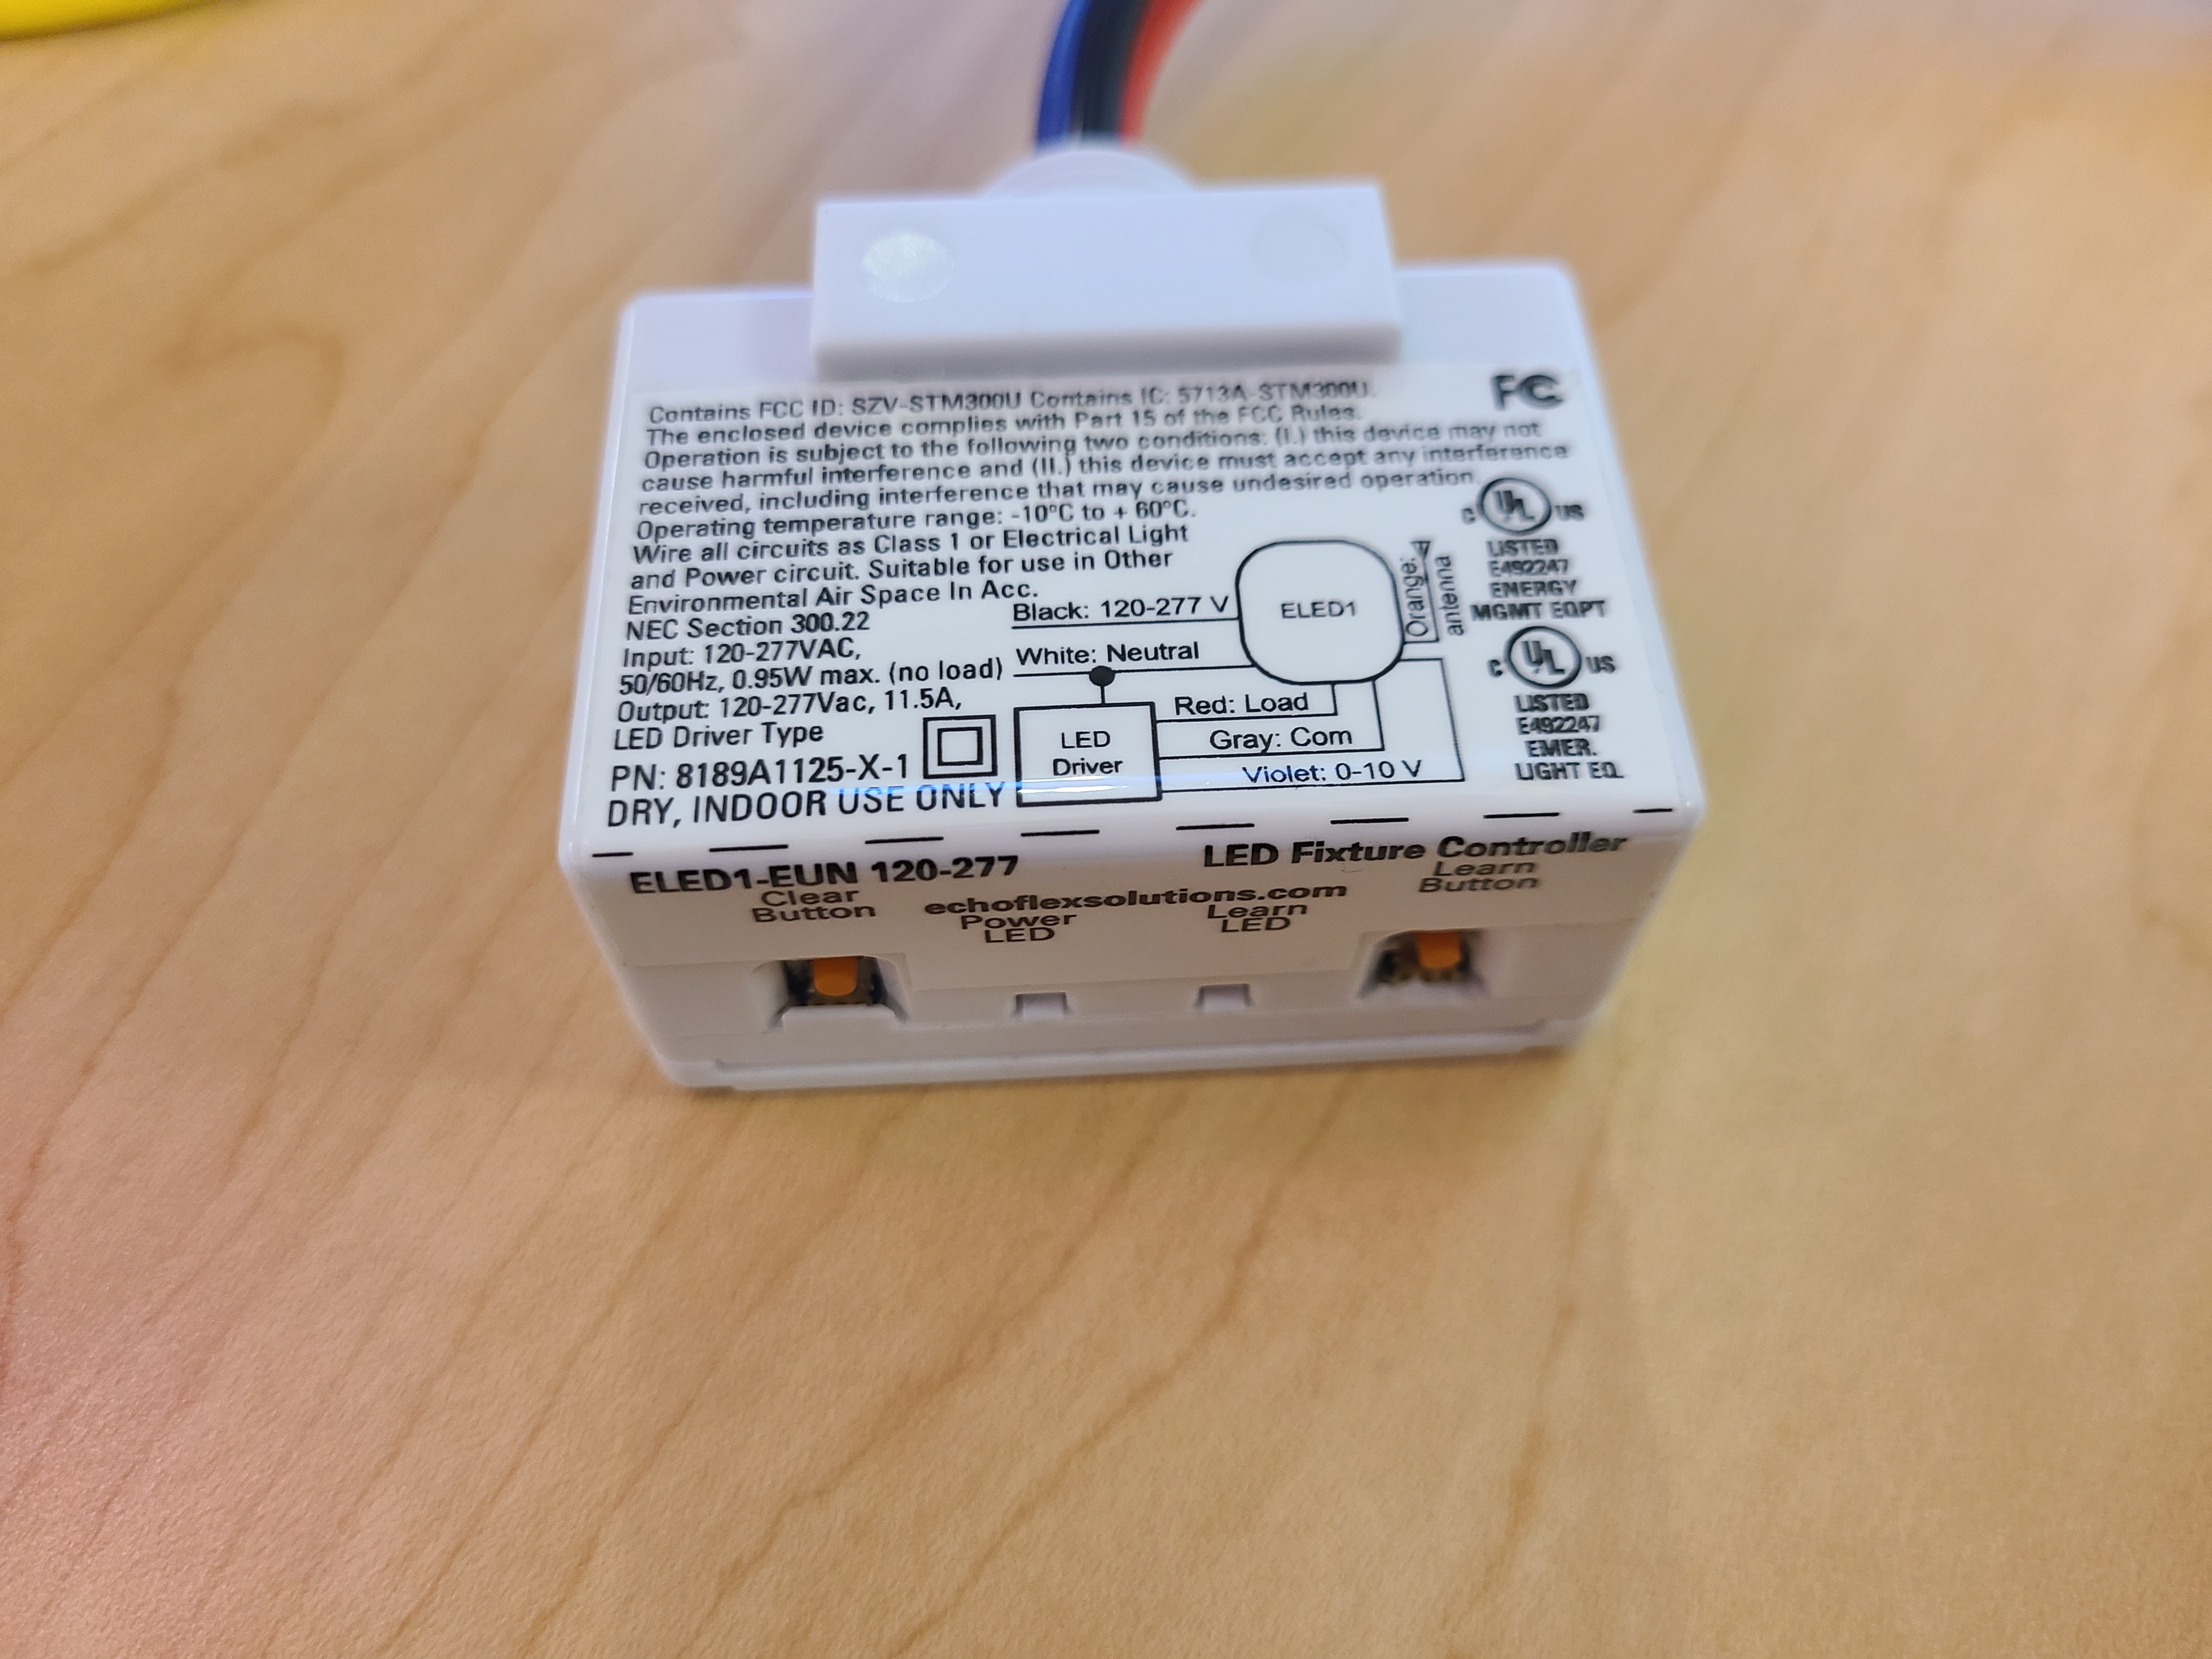 Contains FCC ID: SZV-STM300U Contains IC: 5713A-STM300U.
FC
The enclosed device complies with Part 15 of the FCC Rules.
Operation is subject to the following two conditions: (I.) this device may not
cause harmful interference and (II.) this device must accept any interference
received, including interference that may cause undesired operation.
Operating temperature range: -10°C to + 60°C.
Wire all circuits as Class 1 or Electrical Light
and Power circuit. Suitable for use in Other
Environmental Air Space In Acc.
NEC Section 300.22
Input: 120-277VAC,
50/60Hz, 0.95W max. (no load)
Output: 120-277Vac, 11.5A,
LED Driver Type
PN: 8189A1125-X-1
DRY, INDOOR USE ONLY
Black: 120-277 V
White: Neutral
ELED1
Orange:
antenna
Red: Load
Gray: Com
Violet: 0-10 V
LED
Driver
c UL US
LISTED
E492247
ENERGY
MGMT EQPT
c UL US
LISTED
E492247
EMER.
LIGHT EQ.
ELED1-EUN 120-277
LED Fixture Controller
Clear
Button
echoflexsolutions.com
Power
LED
Learn
LED
Learn
Button